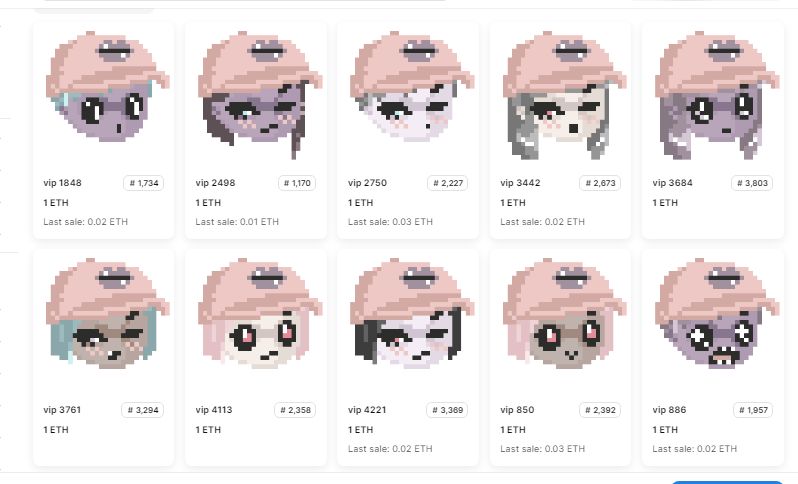 vip 1848 # 1,734
1 ETH
Last sale: 0.02 ETH
vip 2498 # 1,170
1 ETH
Last sale: 0.01 ETH
vip 2750 # 2,227
1 ETH
Last sale: 0.03 ETH
vip 3442 # 2,673
1 ETH
Last sale: 0.02 ETH
vip 3684 # 3,803
1 ETH
vip 3761 # 3,294
1 ETH
vip 4113 # 2,358
1 ETH
vip 4221 # 3,369
1 ETH
Last sale: 0.02 ETH
vip 850 # 2,392
1 ETH
Last sale: 0.03 ETH
vip 886 # 1,957
1 ETH
Last sale: 0.02 ETH